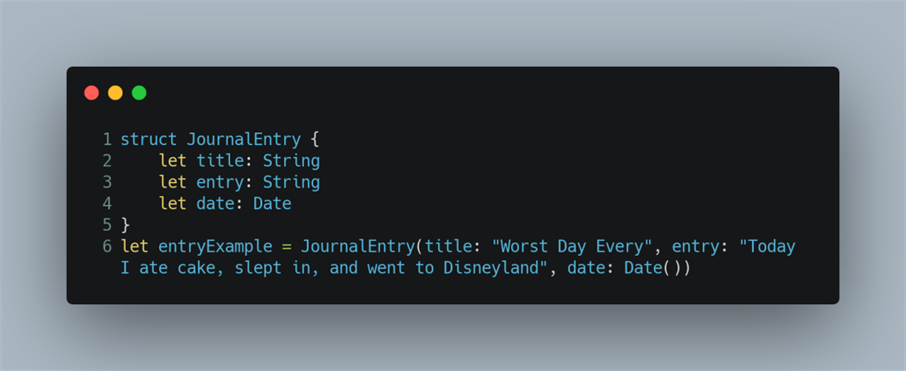 1 struct JournalEntry {
2     let title: String
3     let entry: String
4     let date: Date
5 }
6 let entryExample = JournalEntry(title: "Worst Day Every", entry: "Today
I ate cake, slept in, and went to Disneyland", date: Date())